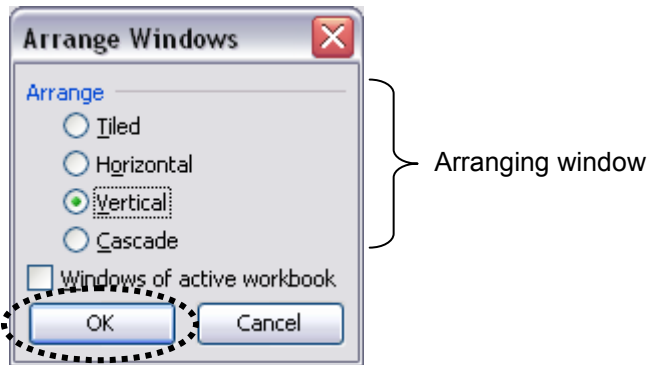 Arrange Windows
Arrange
Tiled
Horizontal
Arranging window
Vertical
Cascade
Windows of active workbook
OK Cancel